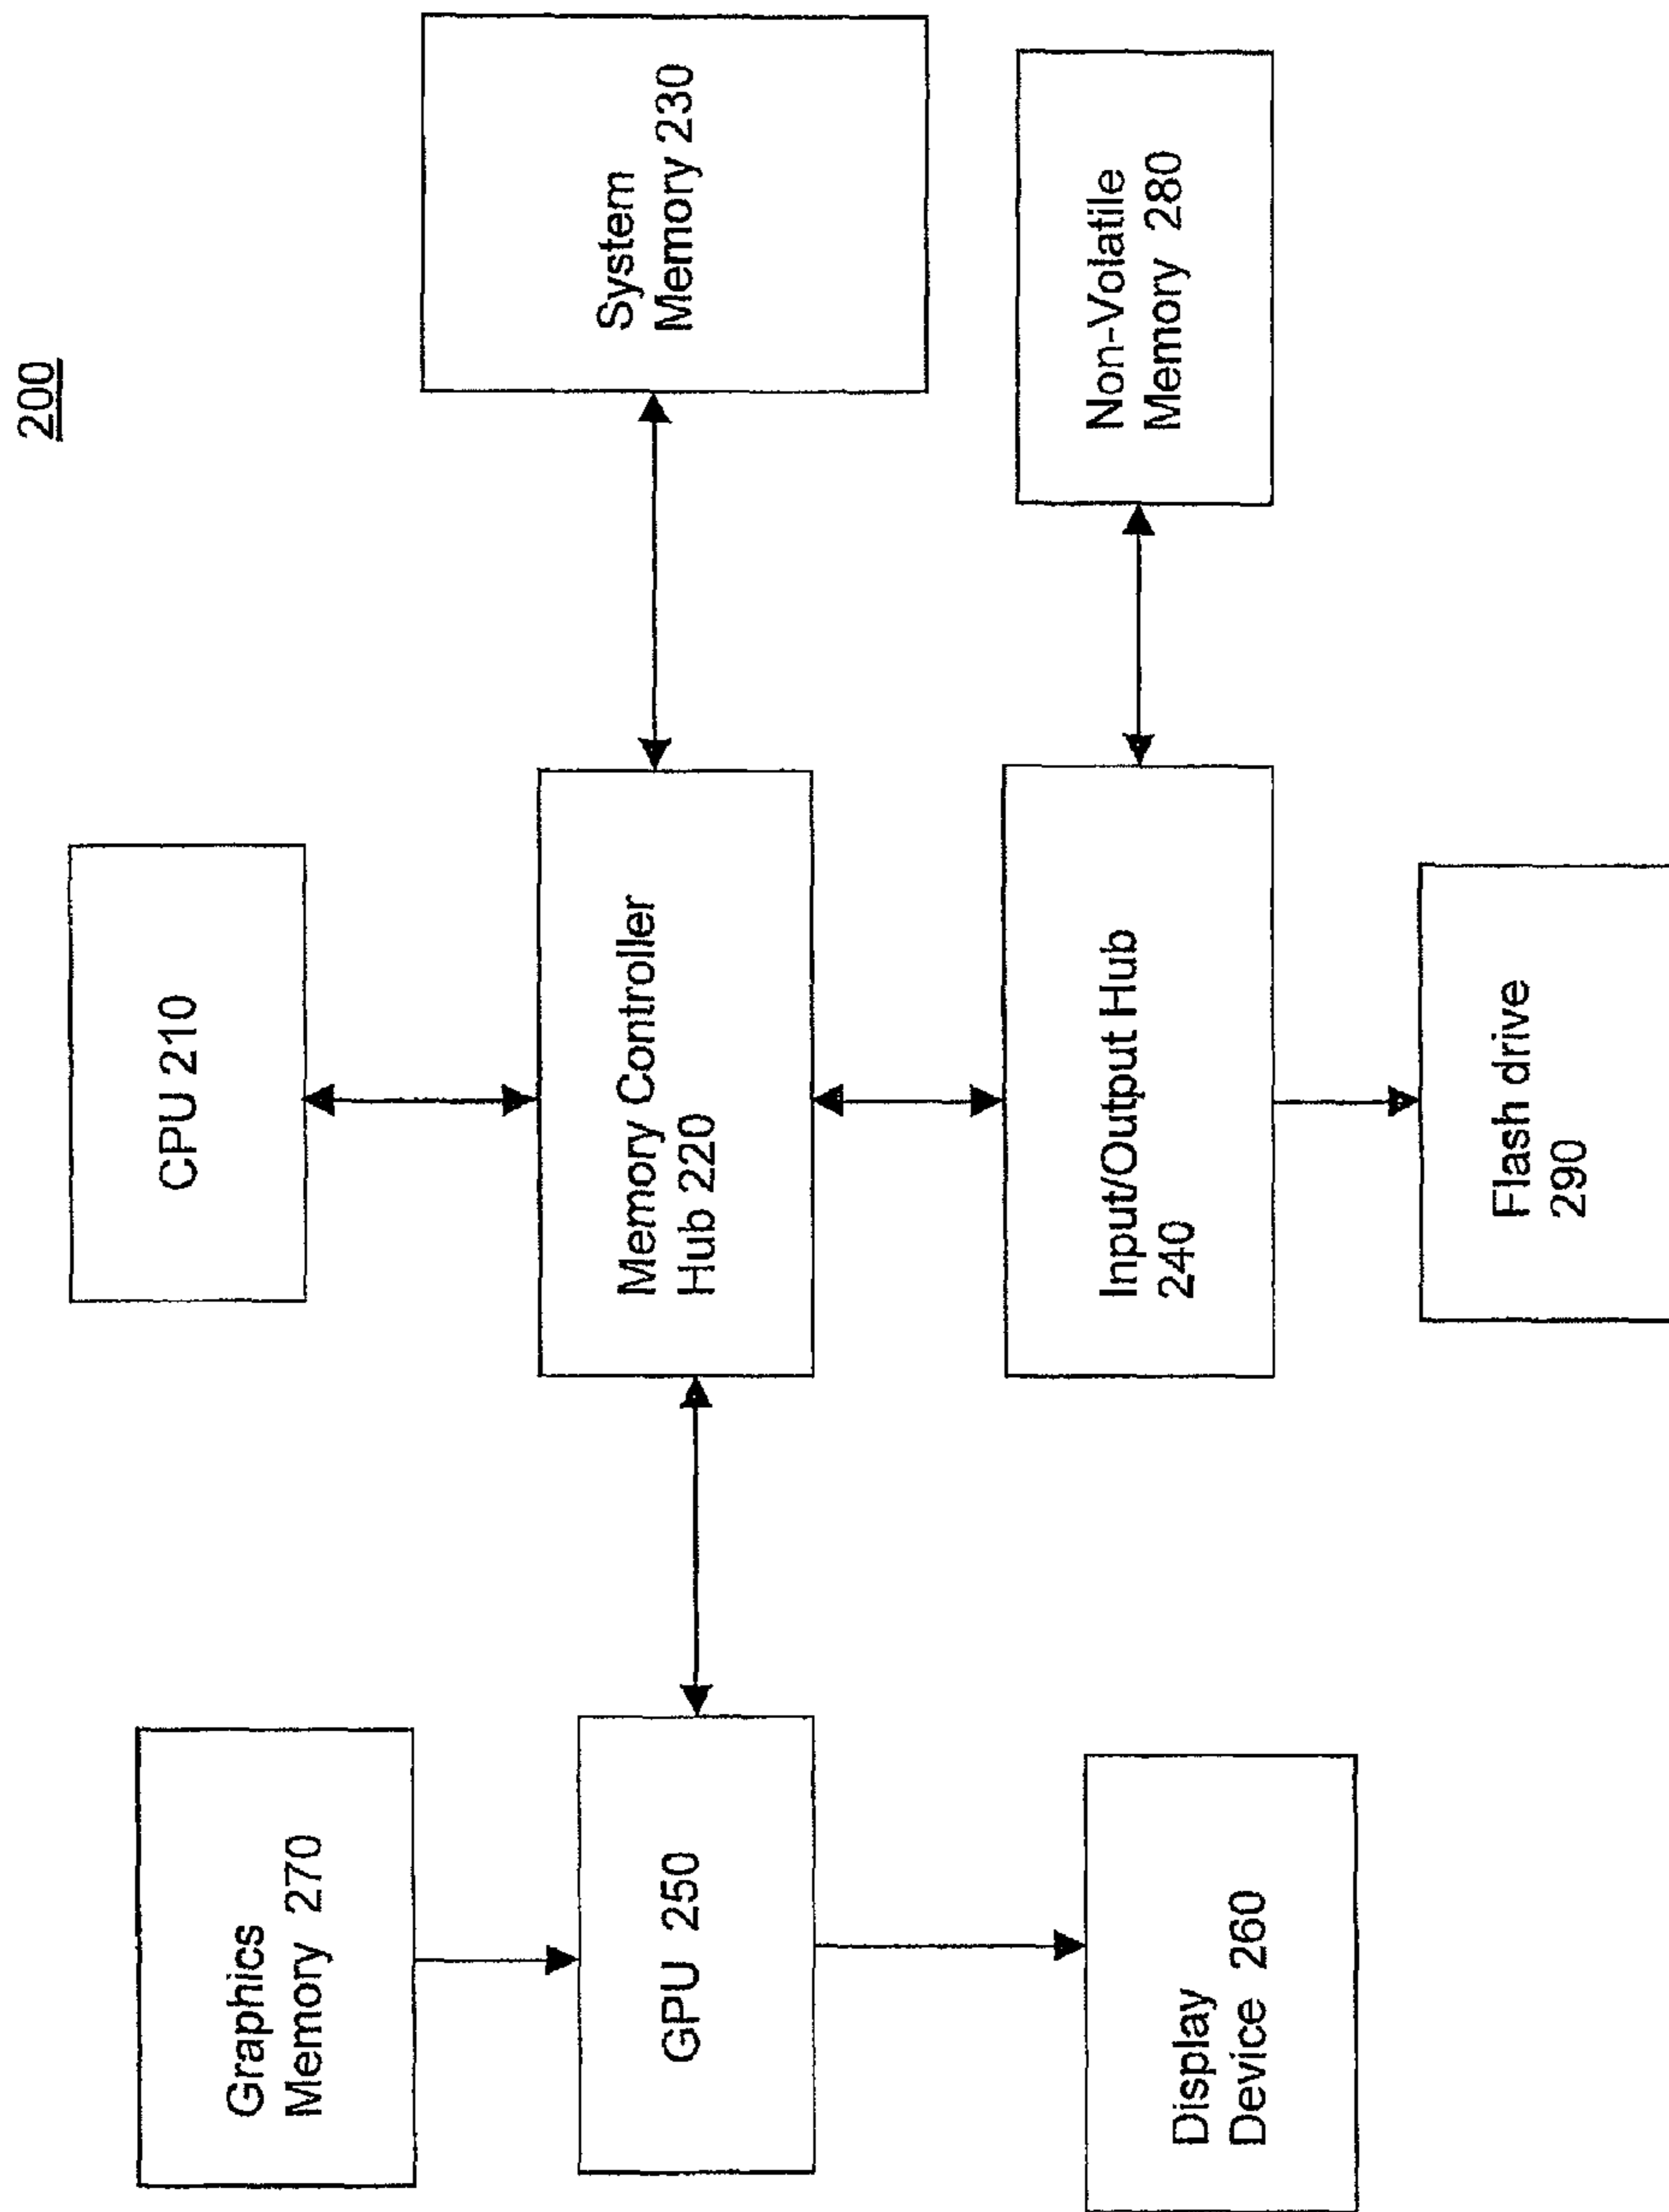 200
CPU 210
Graphics
Memory 270
System
Memory 230
Memory Controller
Hub 220
GPU 250
Input/Output Hub
240
Non-Volatile
Memory 280
Display
Device 260
Flash drive
290